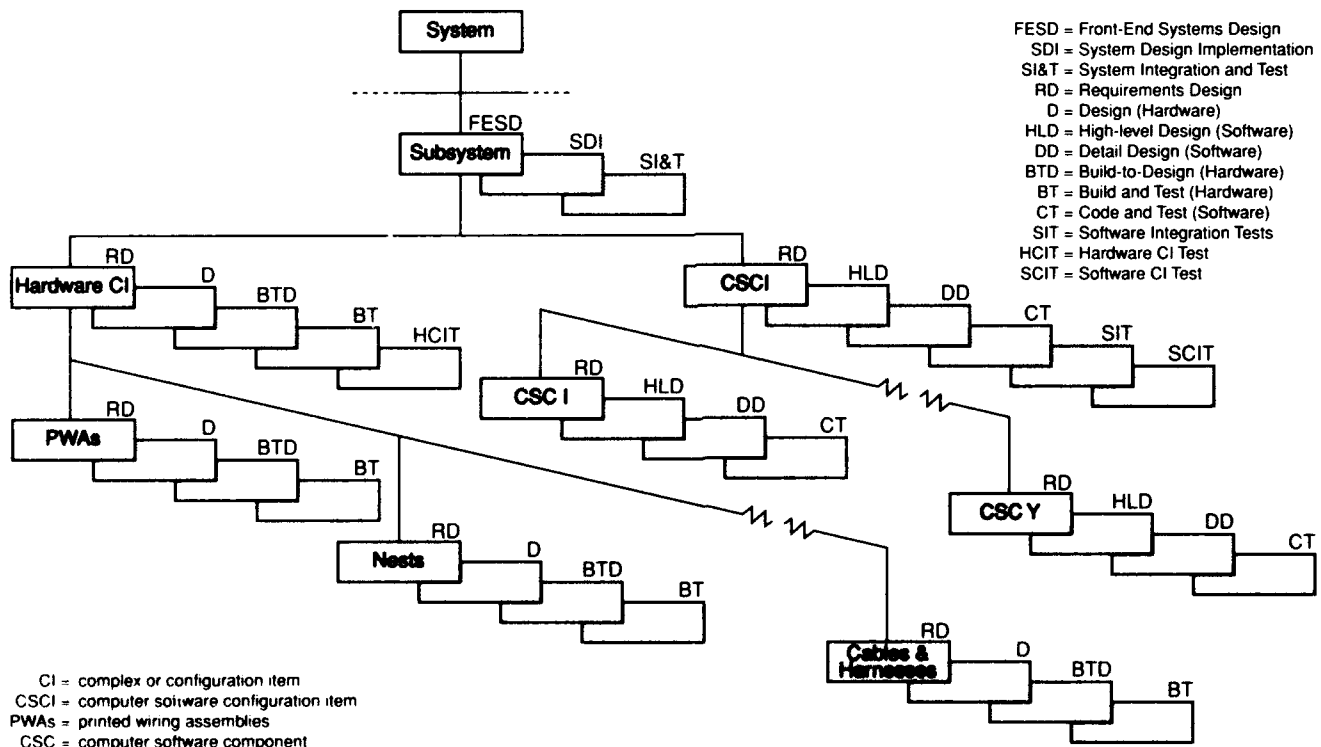 System
FESD = Front-End Systems Design
SDI = System Design Implementation
SI&T = System Integration and Test
RD = Requirements Design
D = Design (Hardware)
HLD = High-level Design (Software)
DD = Detail Design (Software)
BTD = Build-to-Design (Hardware)
BT = Build and Test (Hardware)
CT = Code and Test (Software)
SIT = Software Integration Tests
HCIT = Hardware CI Test
SCIT = Software CI Test
FESD
Subsystem
SDI
SI&T
RD
Hardware CI
D
BTD
BT
HCIT
RD
CSCI
HLD
DD
CT
SIT
SCIT
RD
CSC I
HLD
DD
CT
RD
PWAs
D
BTD
BT
RD
CSC Y
HLD
DD
CT
RD
Nests
D
BTD
BT
RD
Cables &
Harnesses
D
BTD
BT
CI = complex or configuration item
CSCI = computer software configuration item
PWAs = printed wiring assemblies
CSC = computer software component